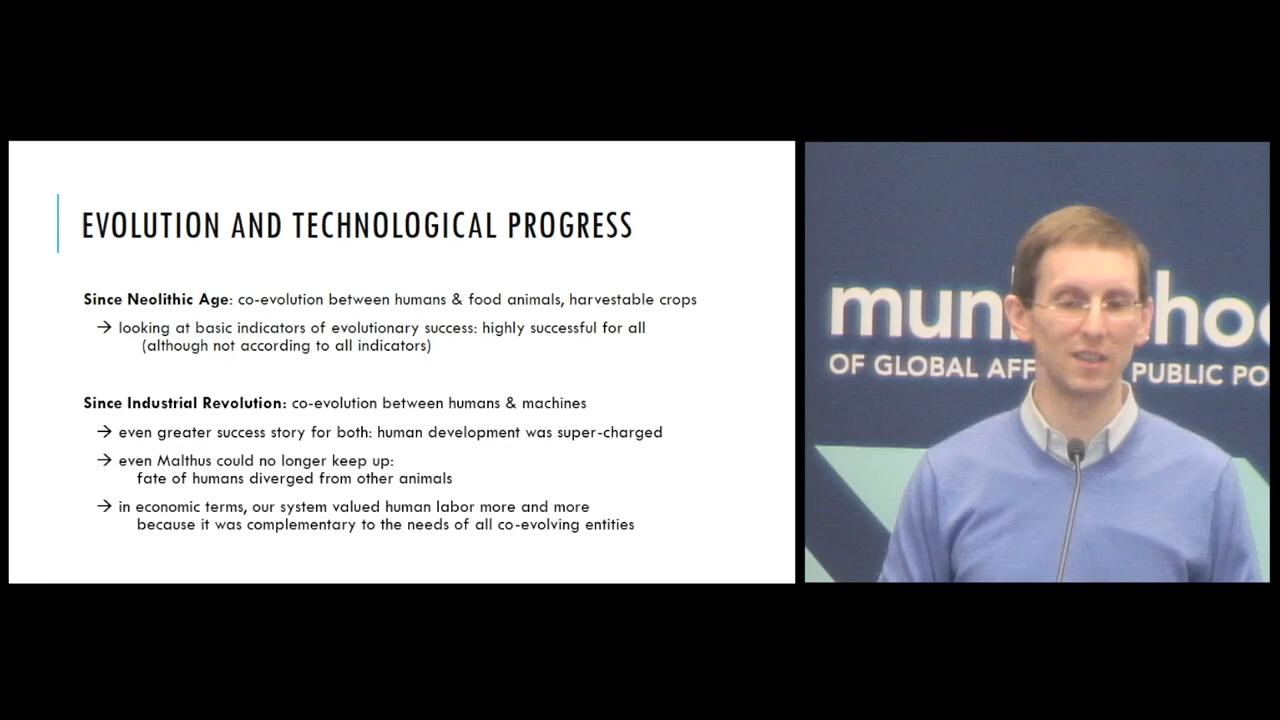 EVOLUTION AND TECHNOLOGICAL PROGRESS
Since Neolithic Age: co-evolution between humans & food animals, harvestable crops
→ looking at basic indicators of evolutionary success: highly successful for all
(although not according to all indicators)
Since Industrial Revolution: co-evolution between humans & machines
→ even greater success story for both: human development was super-charged
→ even Malthus could no longer keep up:
fate of humans diverged from other animals
→ in economic terms, our system valued human labor more and more
because it was complementary to the needs of all co-evolving entities
OF GLOBAL PUBLIC